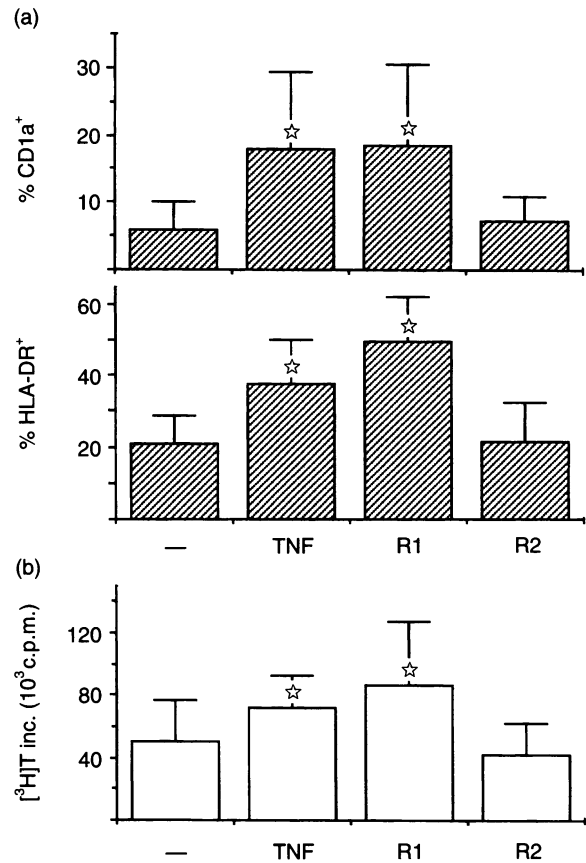 (a)
30
20
10
% CD1a⁺
60
40
20
% HLA-DR⁺
— TNF R1 R2
(b)
120
80
40
[³H]T inc. (10³ c.p.m.)
— TNF R1 R2